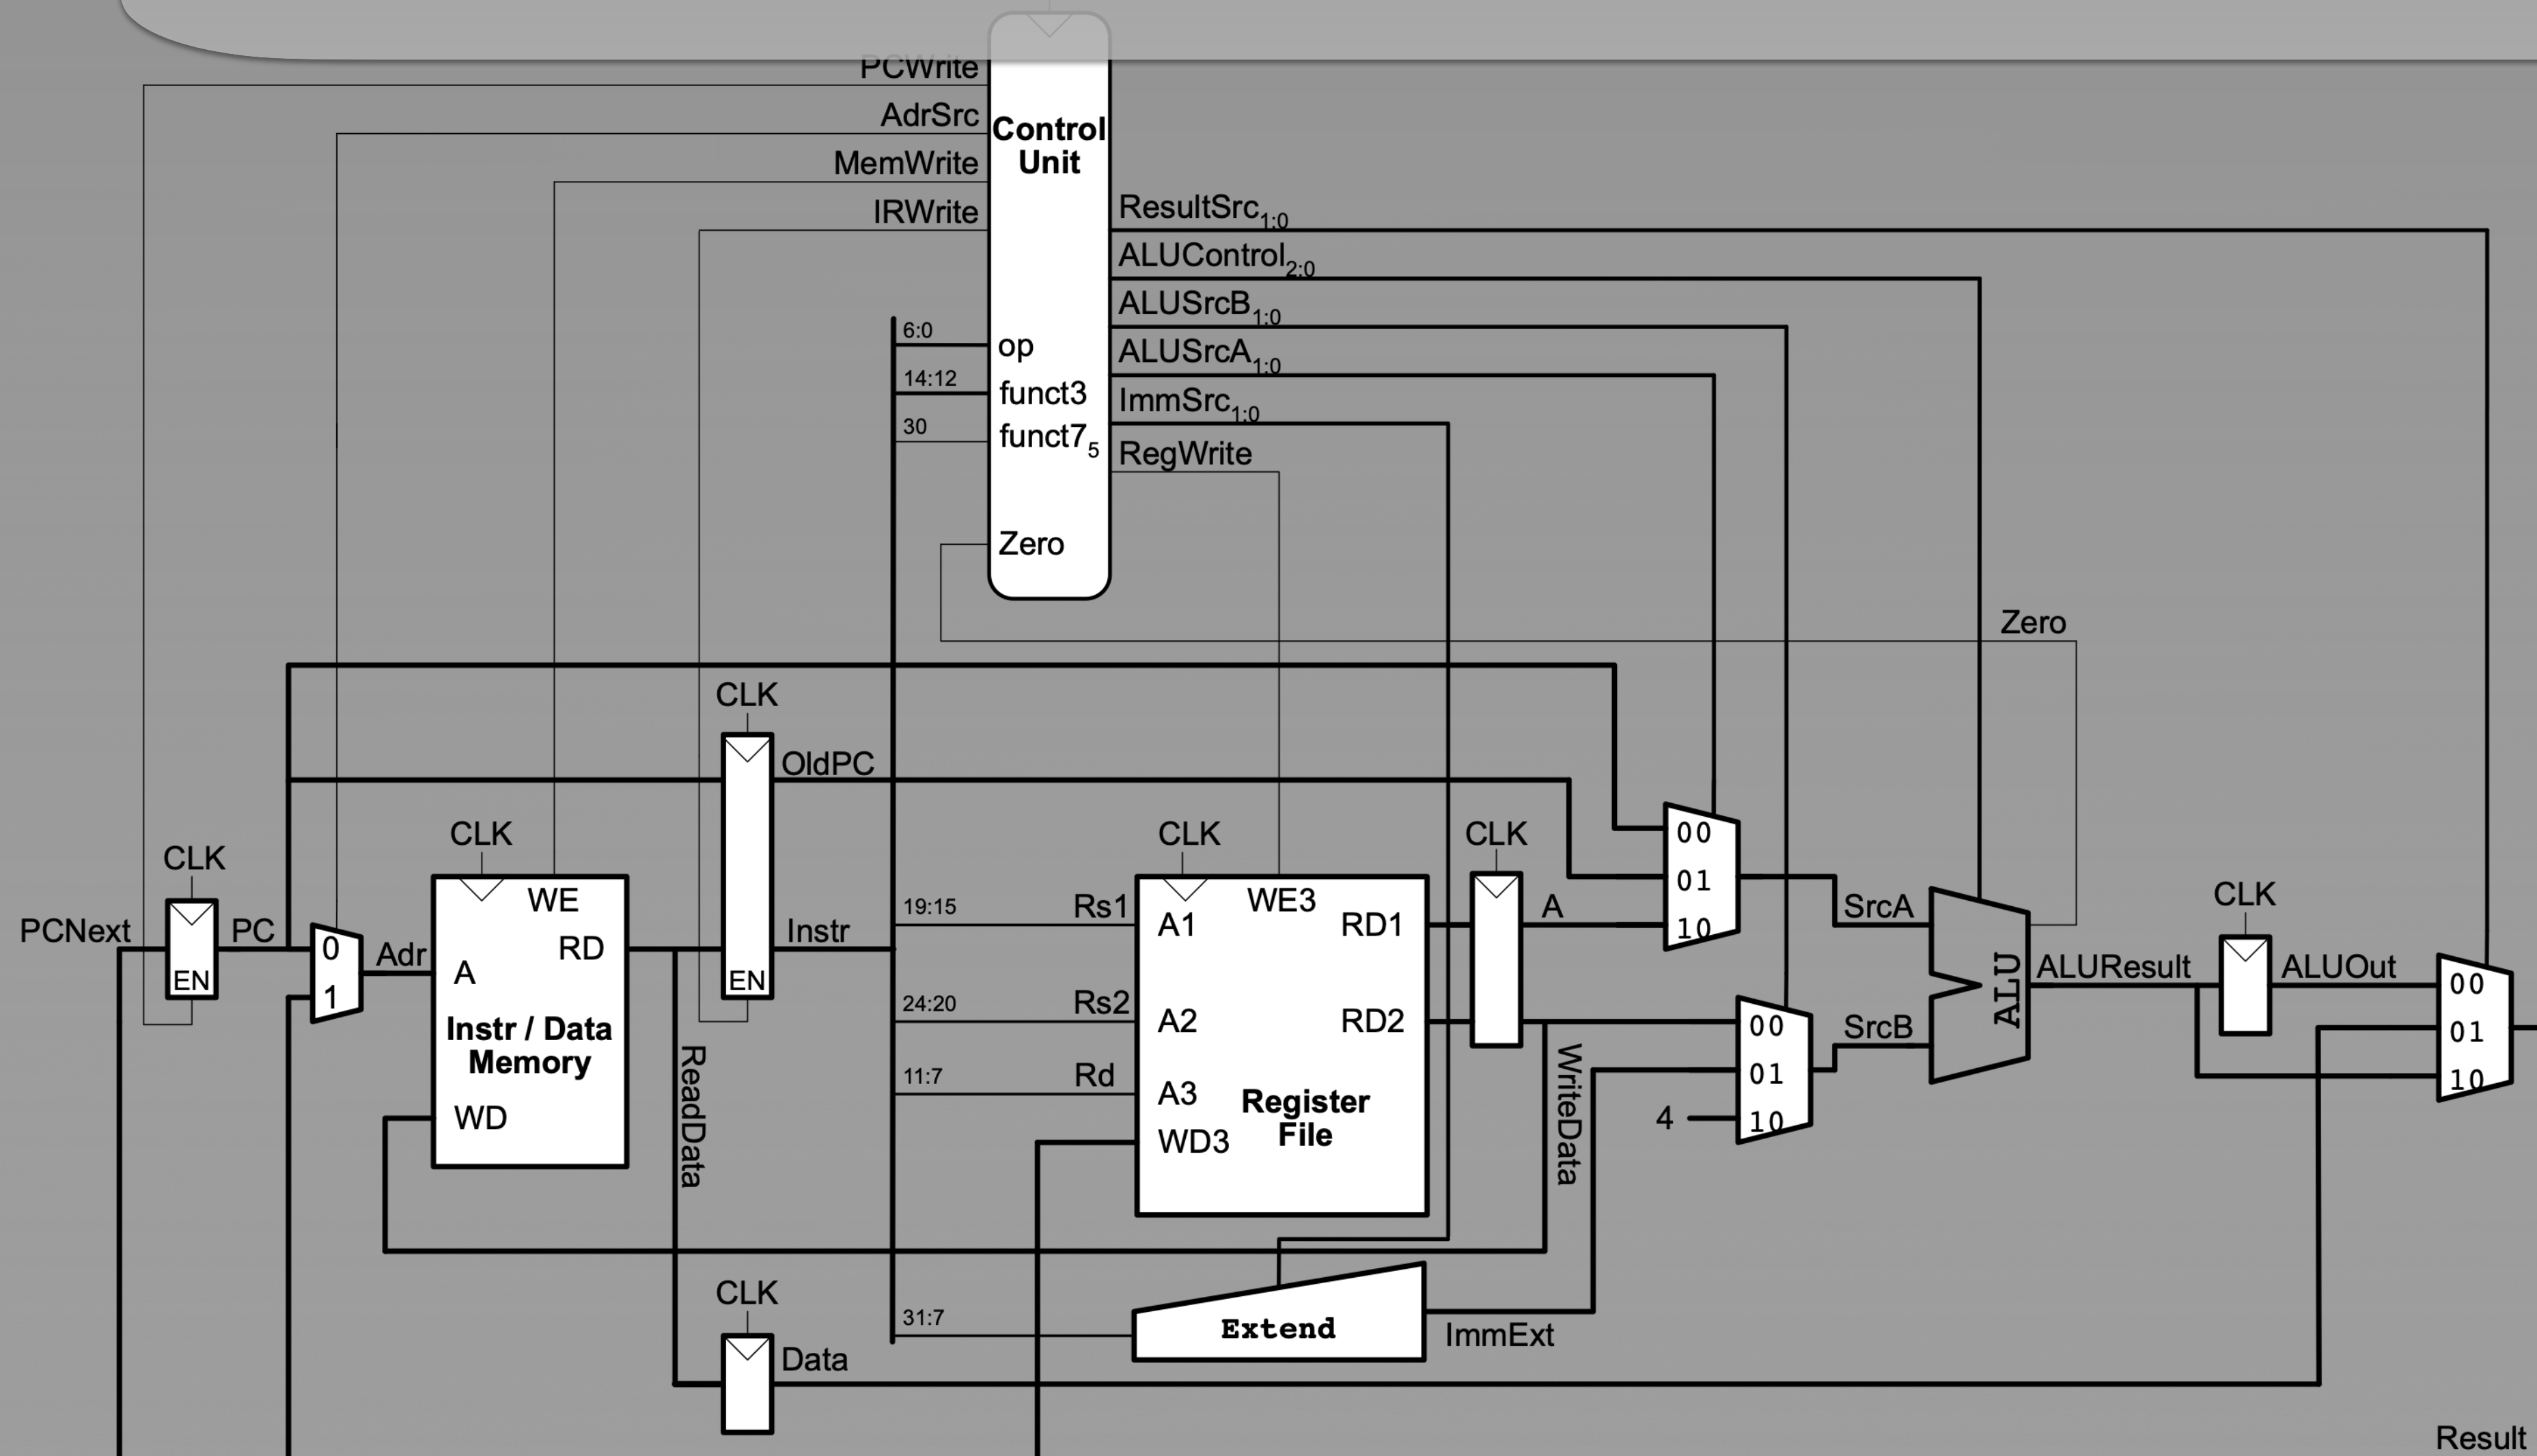 PCWrite
AdrSrc
MemWrite
IRWrite
Control
Unit
ResultSrc1:0
ALUControl2:0
ALUSrcB1:0
ALUSrcA1:0
ImmSrc1:0
RegWrite
6:0
op
14:12
funct3
30
funct75
Zero
Zero
CLK
OldPC
CLK
PCNext
EN
PC
0
1
Adr
CLK
WE
A
RD
Instr / Data
Memory
WD
ReadData
EN
Instr
19:15
Rs1
24:20
Rs2
11:7
Rd
31:7
CLK
WE3
A1
RD1
A2
RD2
A3
WD3
Register
File
CLK
A
WriteData
00
01
10
SrcA
4
00
01
10
SrcB
ALU
ALUResult
CLK
ALUOut
00
01
10
Extend
ImmExt
CLK
Data
Result